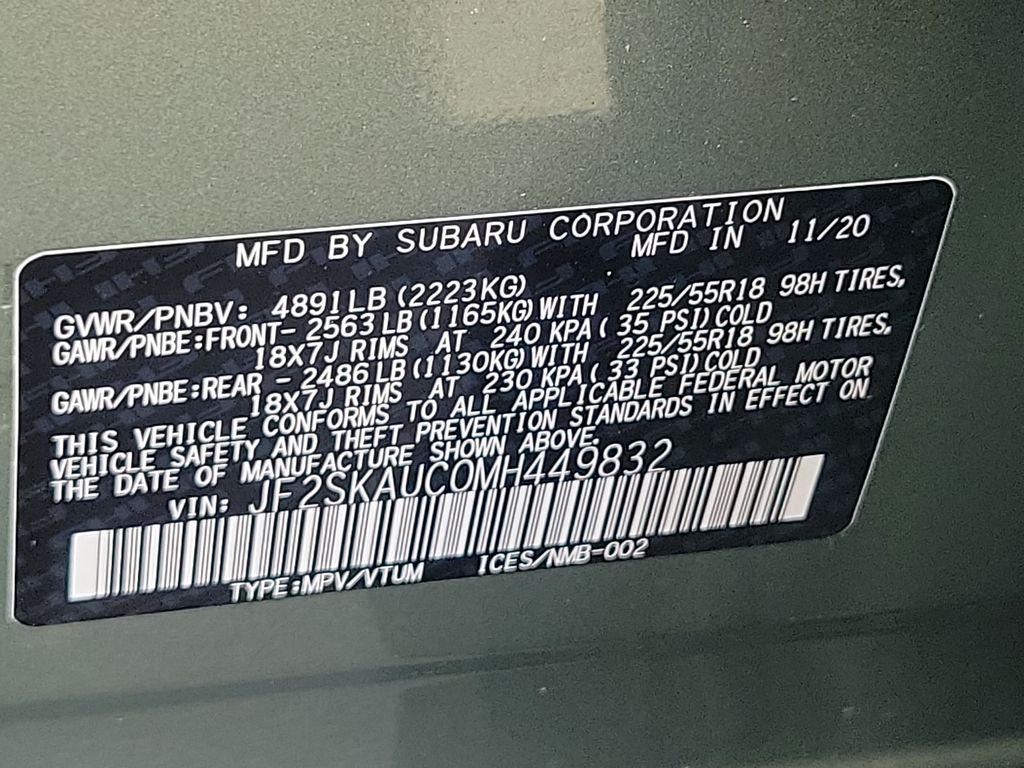 MFD BY SUBARU CORPORATION
MFD IN 11/20
GVWR/PNBV: 4891LB(2223KG)
GAWR/PNBE:FRONT- 2563LB(1165KG)WITH 225/55R18 98H TIRES,
18X7J RIMS AT 240 KPA( 35 PSI)COLD
GAWR/PNBE:REAR - 2486LB(1130KG)WITH 225/55R18 98H TIRES,
18X7J RIMS AT 230 KPA( 33 PSI)COLD
THIS VEHICLE CONFORMS TO ALL APPLICABLE FEDERAL MOTOR
VEHICLE SAFETY AND THEFT PREVENTION STANDARDS IN EFFECT ON
THE DATE OF MANUFACTURE SHOWN ABOVE.
VIN: JF2SKAUC0MH449832
TYPE:MPV/VTUM ICES/NMB-002